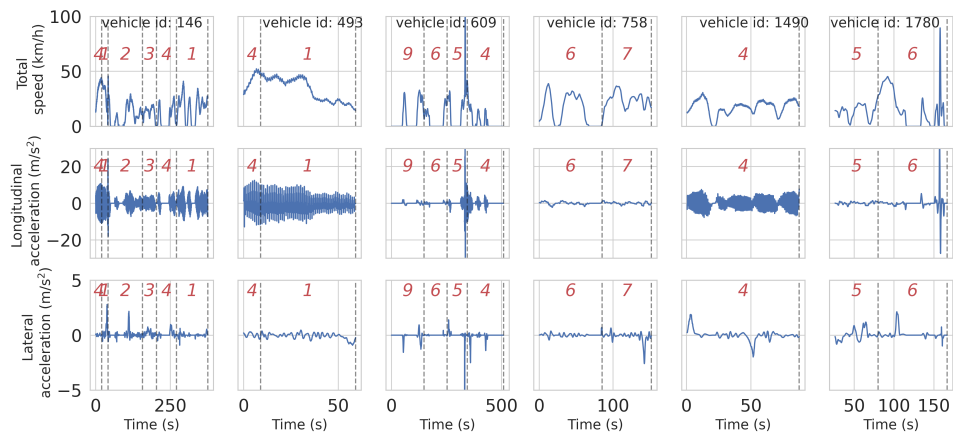 vehicle id: 146
vehicle id: 493
vehicle id: 609
vehicle id: 758
vehicle id: 1490
vehicle id: 1780
Total
speed (km/h)
100
50
0
4 1 2 3 4 1
4 1
9 6 5 4
6 7
4
5 6
Longitudinal
acceleration (m/s²)
20
0
−20
4 1 2 3 4 1
4 1
9 6 5 4
6 7
4
5 6
Lateral
acceleration (m/s²)
5
0
−5
4 1 2 3 4 1
4 1
9 6 5 4
6 7
4
5 6
0 250
0 50
0 500
0 100
0 50
50 100 150
Time (s)
Time (s)
Time (s)
Time (s)
Time (s)
Time (s)